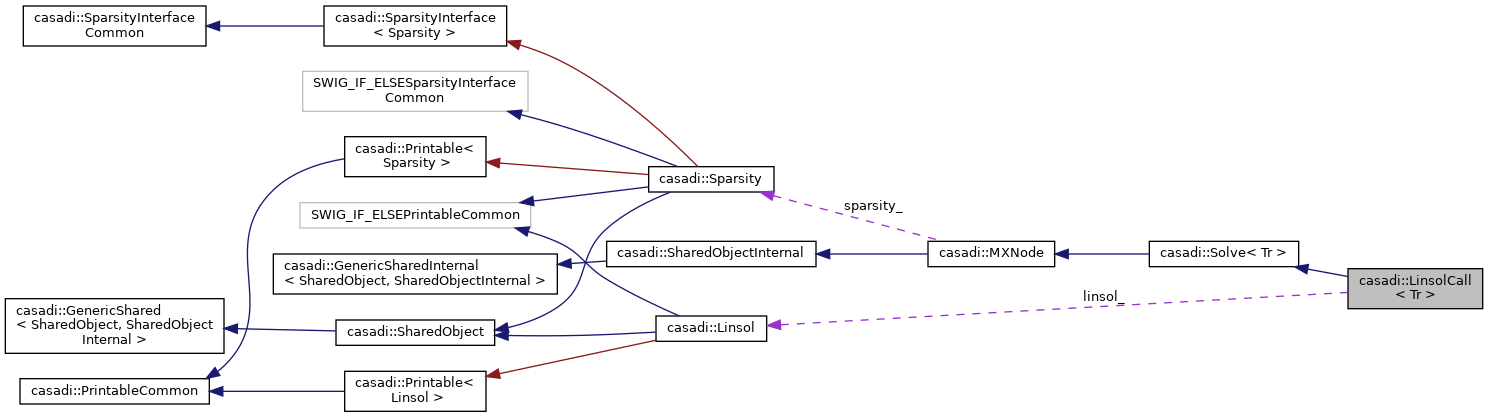 casadi::SparsityInterface
Common
casadi::SparsityInterface
< Sparsity >
SWIG_IF_ELSESparsityInterface
Common
casadi::Printable<
Sparsity >
casadi::Sparsity
SWIG_IF_ELSEPrintableCommon
sparsity_
casadi::SharedObjectInternal
casadi::MXNode
casadi::Solve< Tr >
casadi::GenericSharedInternal
< SharedObject, SharedObjectInternal >
casadi::LinsolCall
< Tr >
linsol_
casadi::GenericShared
< SharedObject, SharedObject
Internal >
casadi::SharedObject
casadi::Linsol
casadi::PrintableCommon
casadi::Printable<
Linsol >